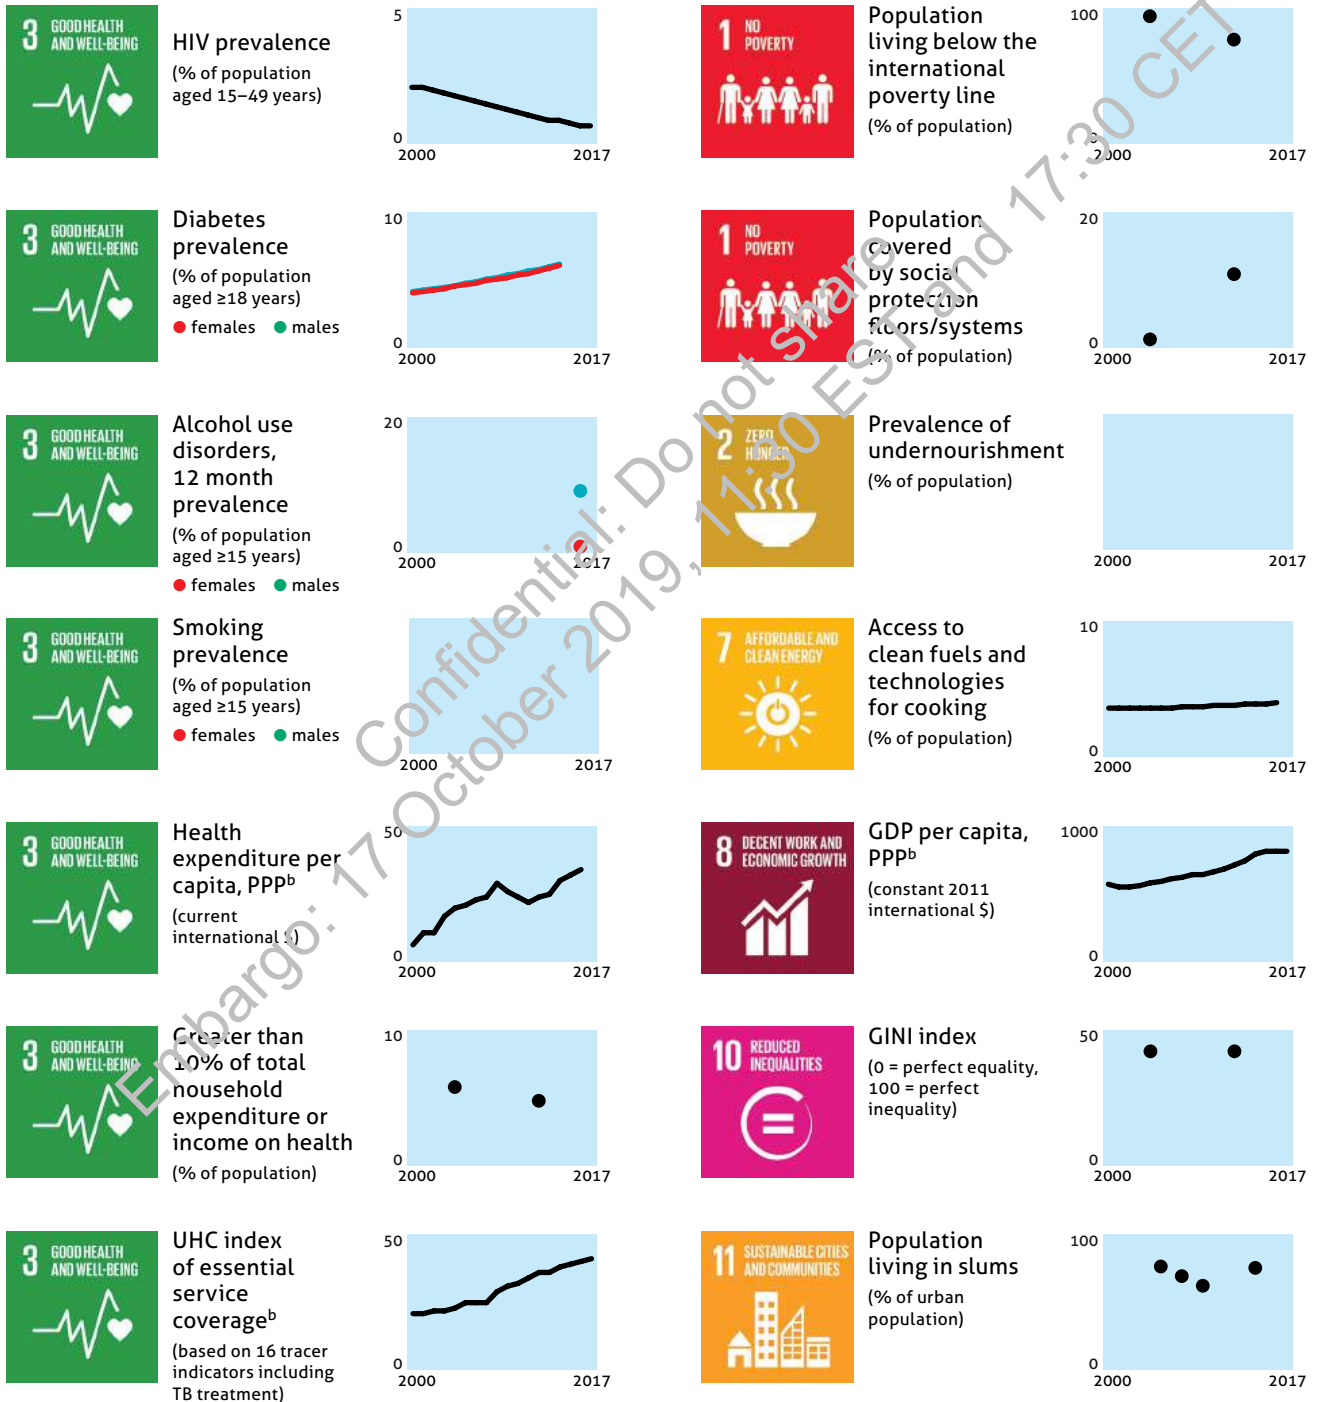 3 GOOD HEALTH
AND WELL-BEING
HIV prevalence
(% of population
aged 15–49 years)
5
0
2000 2017
1 NO
POVERTY
Population
living below the
international
poverty line
(% of population)
100
0
2000 2017
3 GOOD HEALTH
AND WELL-BEING
Diabetes
prevalence
(% of population
aged ≥18 years)
females males
10
0
2000 2017
1 NO
POVERTY
Population
covered
by social
protection
floors/systems
(% of population)
20
0
2000 2017
3 GOOD HEALTH
AND WELL-BEING
Alcohol use
disorders,
12 month
prevalence
(% of population
aged ≥15 years)
females males
20
0
2000 2017
2 ZERO
HUNGER
Prevalence of
undernourishment
(% of population)
2000 2017
3 GOOD HEALTH
AND WELL-BEING
Smoking
prevalence
(% of population
aged ≥15 years)
females males
2000 2017
7 AFFORDABLE AND
CLEAN ENERGY
Access to
clean fuels and
technologies
for cooking
(% of population)
10
0
2000 2017
3 GOOD HEALTH
AND WELL-BEING
Health
expenditure per
capita, PPPᵇ
(current
international $)
50
0
2000 2017
8 DECENT WORK AND
ECONOMIC GROWTH
GDP per capita,
PPPᵇ
(constant 2011
international $)
1000
0
2000 2017
3 GOOD HEALTH
AND WELL-BEING
Greater than
10% of total
household
expenditure or
income on health
(% of population)
10
0
2000 2017
10 REDUCED
INEQUALITIES
GINI index
(0 = perfect equality,
100 = perfect
inequality)
50
0
2000 2017
3 GOOD HEALTH
AND WELL-BEING
UHC index
of essential
service
coverageᵇ
(based on 16 tracer
indicators including
TB treatment)
50
0
2000 2017
11 SUSTAINABLE CITIES
AND COMMUNITIES
Population
living in slums
(% of urban
population)
100
0
2000 2017
Confidential: Do not share
Embargo: 17 October 2019, 11:30 EST and 17:30 CET